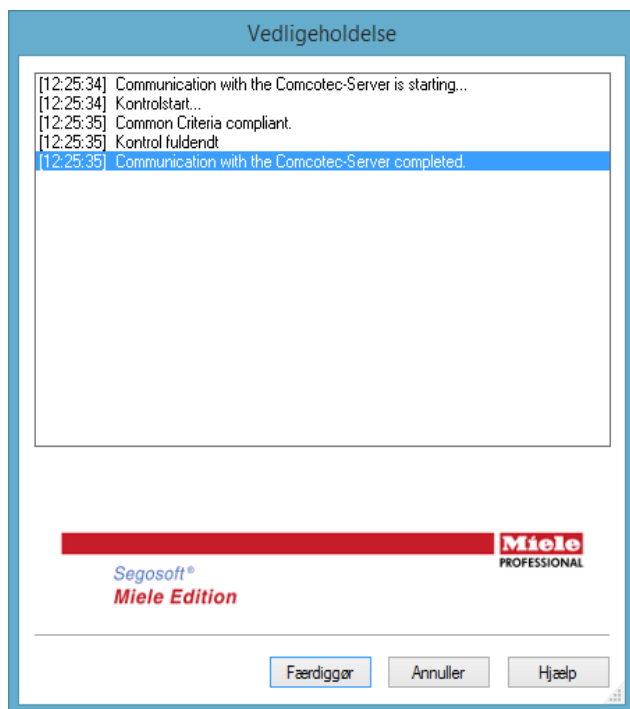 Vedligeholdelse
[12:25:34] Communication with the Comcotec-Server is starting...
[12:25:34] Kontrolstart...
[12:25:35] Common Criteria compliant.
[12:25:35] Kontrol fuldendt
[12:25:35] Communication with the Comcotec-Server completed.
Miele
PROFESSIONAL
Segosoft®
Miele Edition
Færdiggør Annuller Hjælp